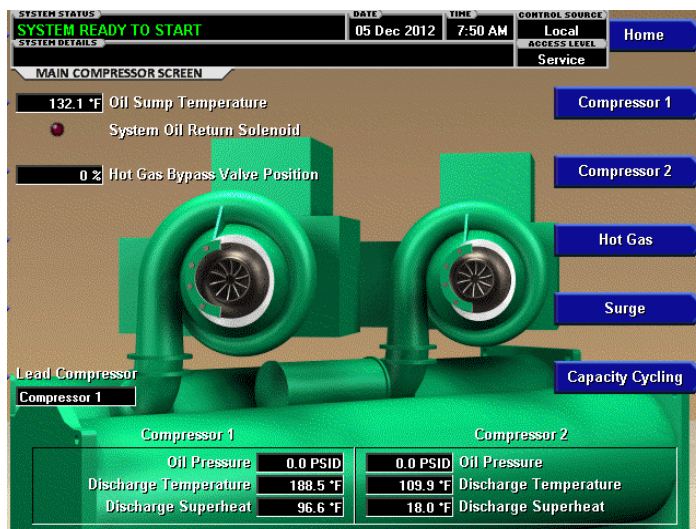 SYSTEM STATUS
SYSTEM READY TO START
SYSTEM DETAILS
DATE
05 Dec 2012
TIME
7:50 AM
CONTROL SOURCE
Local
ACCESS LEVEL
Service
Home
MAIN COMPRESSOR SCREEN
132.1 °F Oil Sump Temperature
System Oil Return Solenoid
0 % Hot Gas Bypass Valve Position
Compressor 1
Compressor 2
Hot Gas
Surge
Capacity Cycling
Lead Compressor
Compressor 1
Compressor 1
Oil Pressure 0.0 PSID
Discharge Temperature 188.5 °F
Discharge Superheat 96.6 °F
Compressor 2
0.0 PSID Oil Pressure
109.9 °F Discharge Temperature
18.0 °F Discharge Superheat